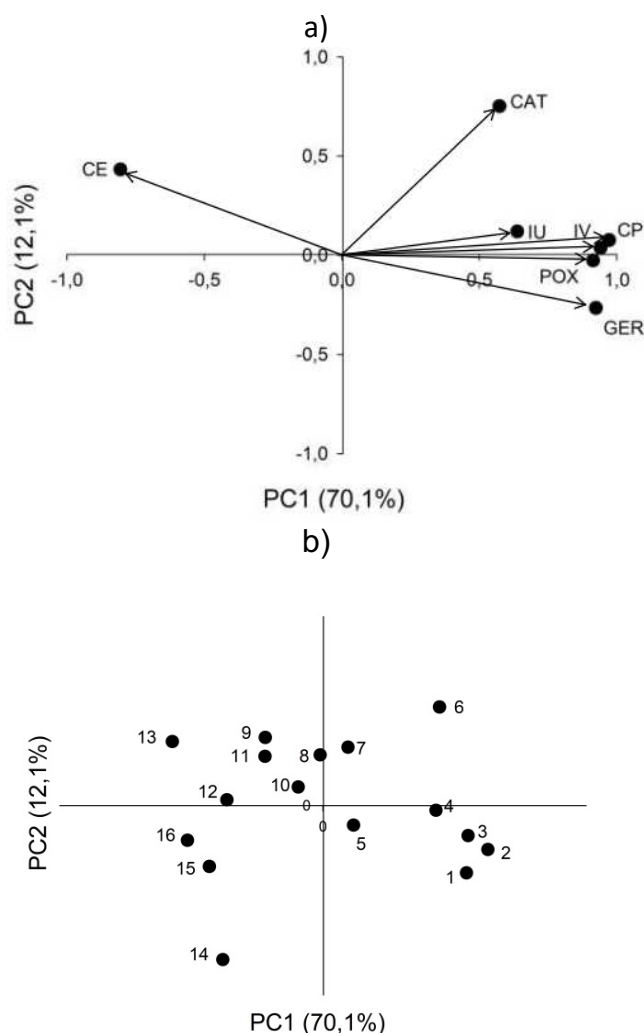 a)
1,0
CAT
0,5
CE
IU IV CP
0,0
-1,0 -0,5 0,0 0,5 1,0
POX
GER
-0,5
-1,0
PC2 (12,1%)
PC1 (70,1%)
b)
6
9
13
11 8 7
10
12 0 4
0
16 5 3
2
15 1
14
PC2 (12,1%)
PC1 (70,1%)